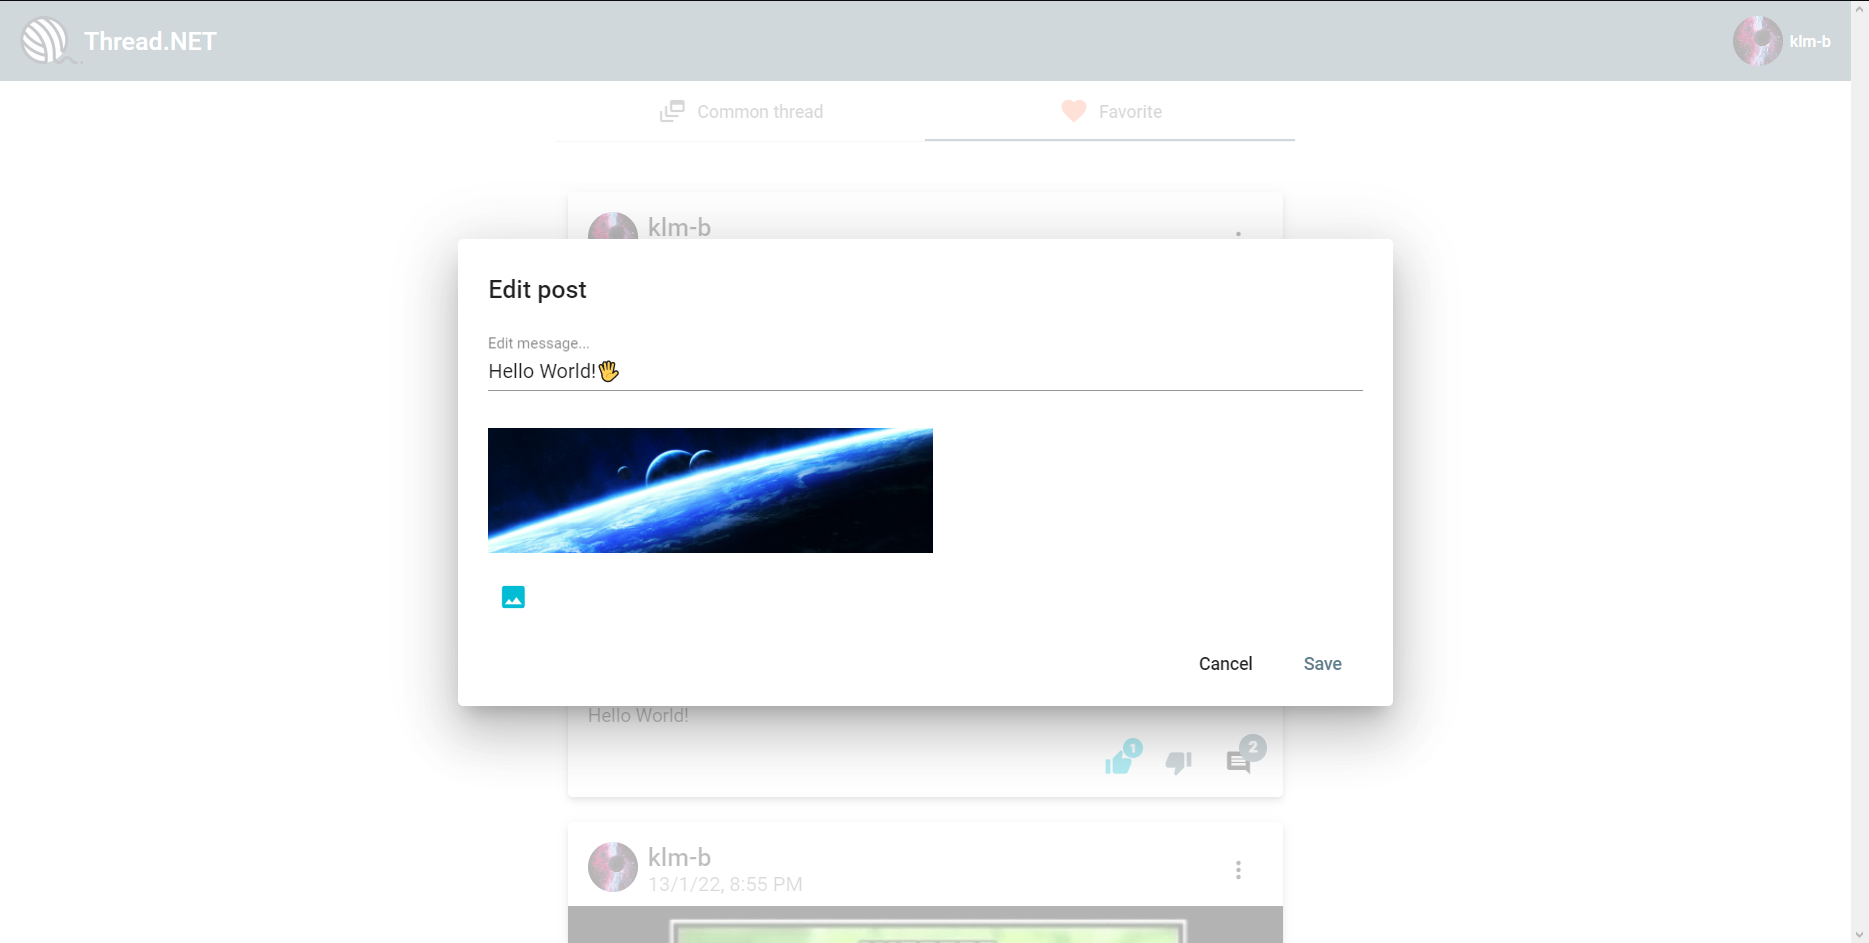 Thread.NET
klm-b
Common thread
Favorite
klm-b
Edit post
Edit message...
Hello World!🖐
Cancel
Save
Hello World!
1
2
klm-b
13/1/22, 8:55 PM